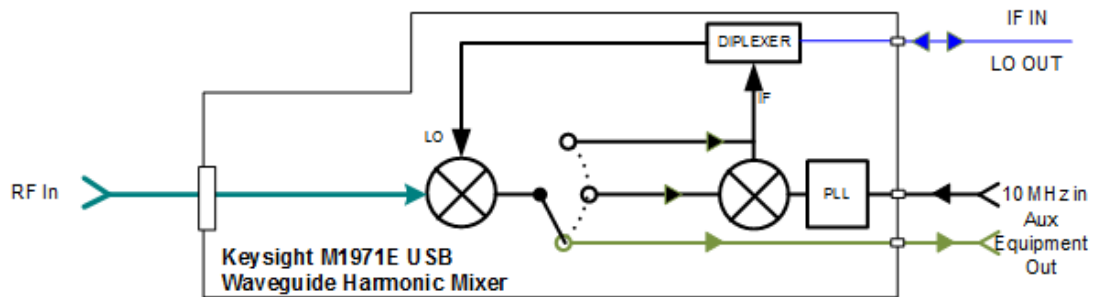 IF IN
DIPLEXER
LO OUT
IF
LO
RF In
PLL
10 MHz in
Aux
Equipment
Out
Keysight M1971E USB
Waveguide Harmonic Mixer